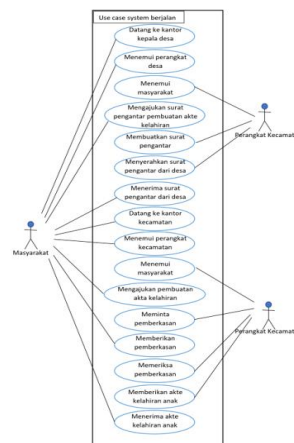 Use case system berjalan
Datang ke kantor
kepala desa
Menemui perangkat
desa
Menemui
masyarakat
Mengajukan surat
pengantar pembuatan akte
kelahiran
Membuatkan surat
pengantar
Perangkat Kecamat
Menyerahkan surat
pengantar dari desa
Menerima surat
pengantar dari desa
Datang ke kantor
kecamatan
Masyarakat
Menemui perangkat
kecamatan
Menemui
masyarakat
Mengajukan pembuatan
akta kelahiran
Meminta
pemberkasan
Perangkat Kecamat
Memberikan
pemberkasan
Memeriksa
pemberkasan
Memberikan akte
kelahiran anak
Menerima akte
kelahiran anak